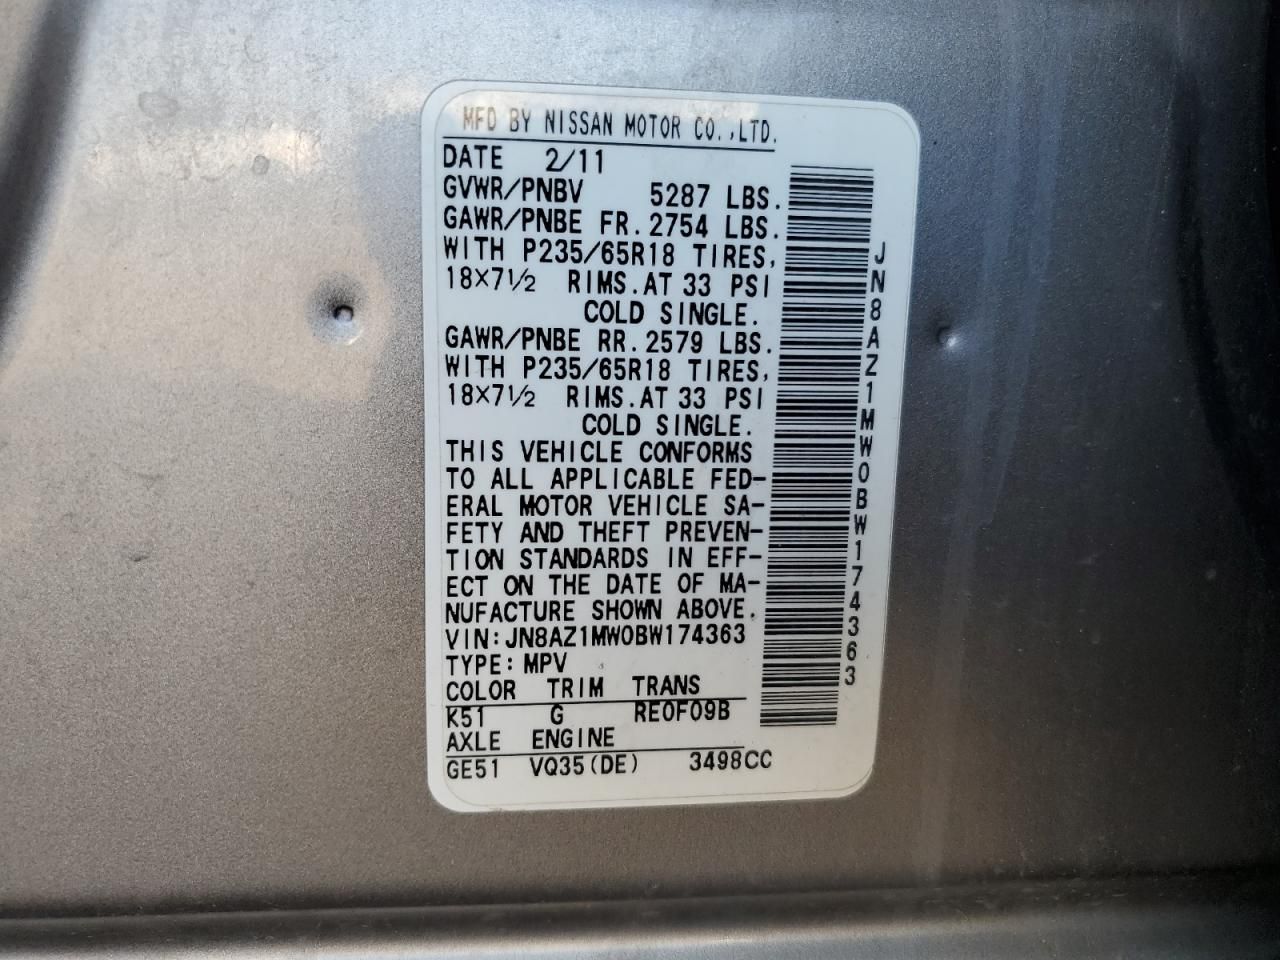 MFD BY NISSAN MOTOR CO.,LTD.
DATE 2/11
GVWR/PNBV 5287 LBS.
GAWR/PNBE FR.2754 LBS.
WITH P235/65R18 TIRES,
18×7½ RIMS.AT 33 PSI
COLD SINGLE.
GAWR/PNBE RR.2579 LBS.
WITH P235/65R18 TIRES,
18×7½ RIMS.AT 33 PSI
COLD SINGLE.
THIS VEHICLE CONFORMS
TO ALL APPLICABLE FED-
ERAL MOTOR VEHICLE SA-
FETY AND THEFT PREVEN-
TION STANDARDS IN EFF-
ECT ON THE DATE OF MA-
NUFACTURE SHOWN ABOVE.
VIN:JN8AZ1MW0BW174363
TYPE:MPV
COLOR TRIM TRANS
K51 G RE0F09B
AXLE ENGINE
GE51 VQ35(DE) 3498CC
JN8AZ1MW0BW174363